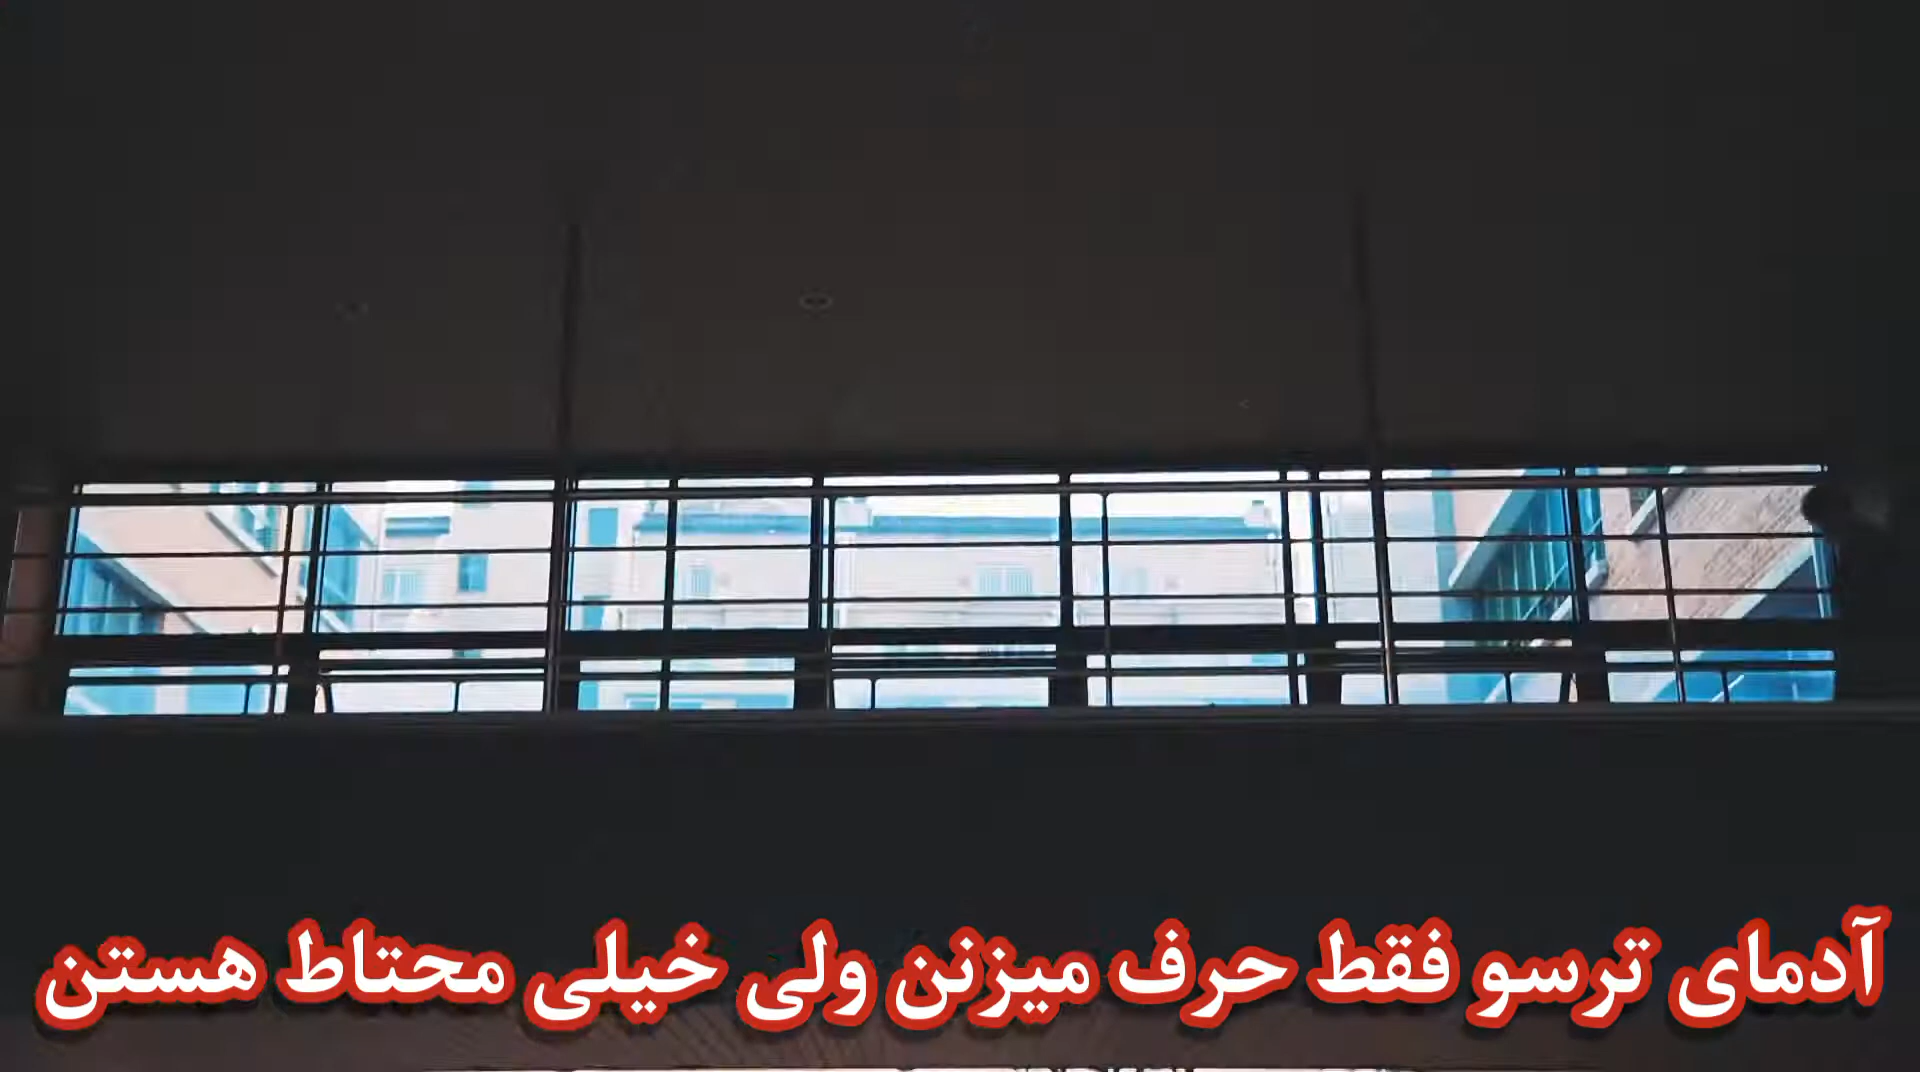 آدمای ترسو فقط حرف میزنن ولی خیلی محتاط هستن